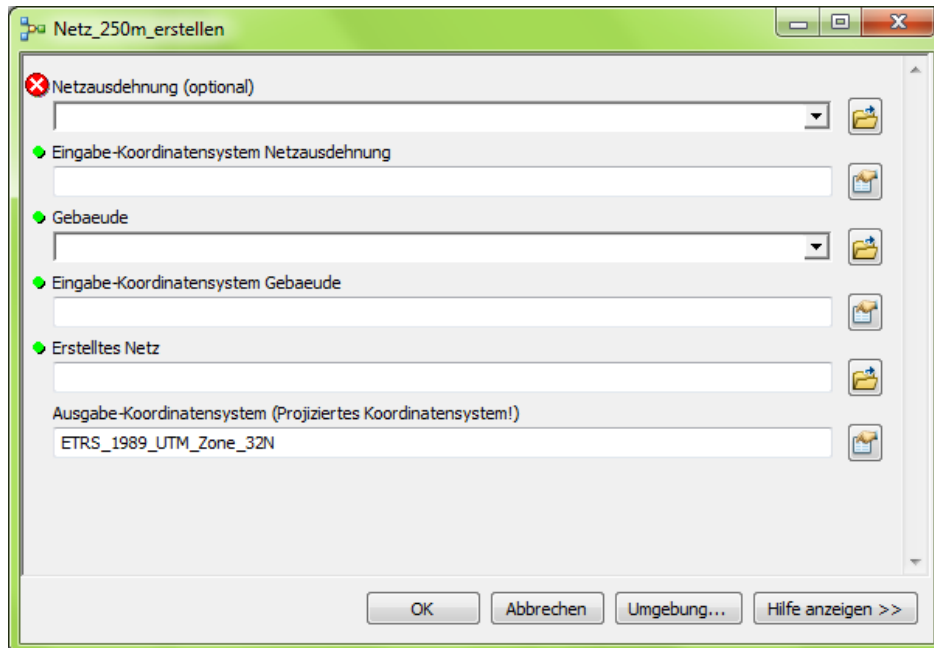 Netz_250m_erstellen
Netzausdehnung (optional)
Eingabe-Koordinatensystem Netzausdehnung
Gebaeude
Eingabe-Koordinatensystem Gebaeude
Erstelltes Netz
Ausgabe-Koordinatensystem (Projiziertes Koordinatensystem!)
ETRS_1989_UTM_Zone_32N
OK Abbrechen Umgebung... Hilfe anzeigen >>